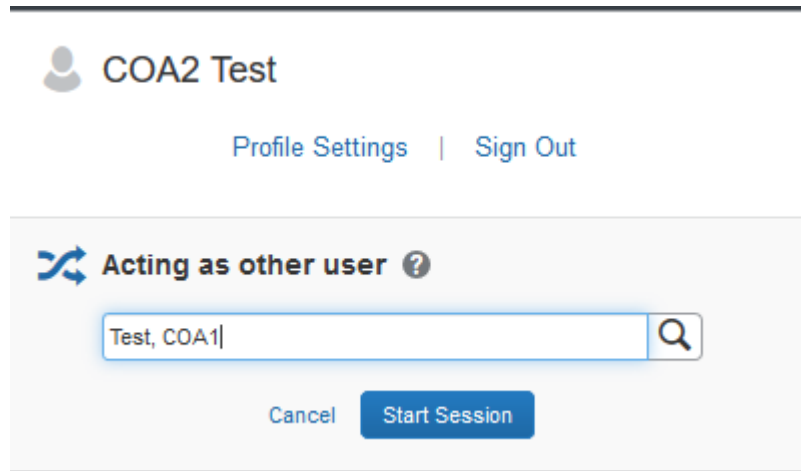 COA2 Test
Profile Settings | Sign Out
Acting as other user ?
Test, COA1
Cancel Start Session